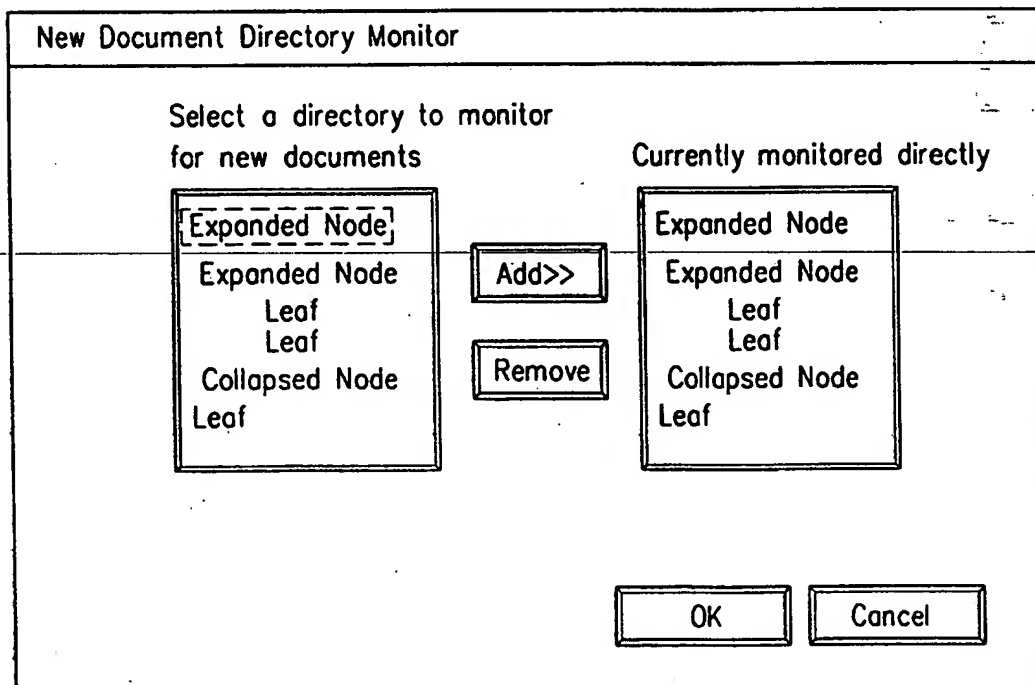 New Document Directory Monitor
Select a directory to monitor
for new documents
Currently monitored directly
Expanded Node
Expanded Node
Leaf
Leaf
Collapsed Node
Leaf
Add>>
Remove
Expanded Node
Expanded Node
Leaf
Leaf
Collapsed Node
Leaf
OK
Cancel